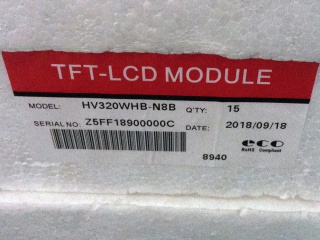 TFT-LCD MODULE
MODEL: HV320WHB-N8B Q'TY: 15
SERIAL NO: Z5FF18900000C DATE: 2018/09/18
eco
RoHS Compliant
8940